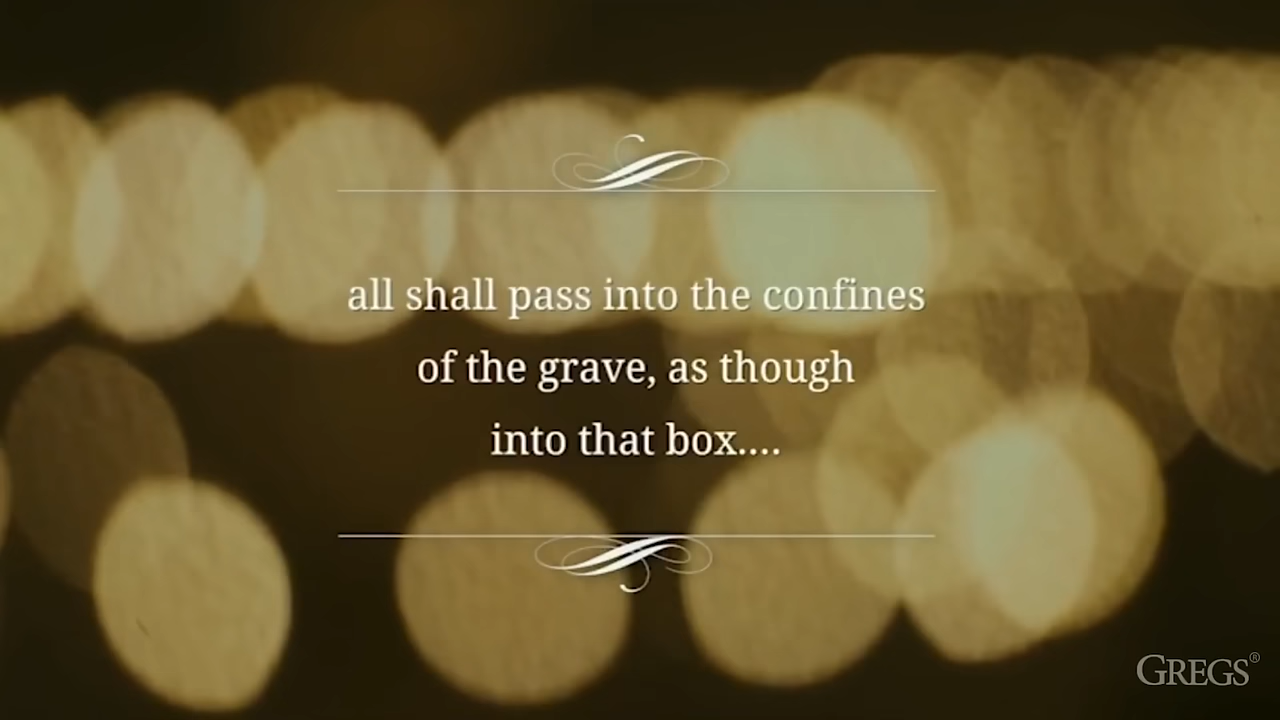 all shall pass into the confines
of the grave, as though
into that box....
GREGS®